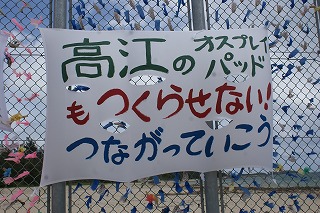 高江のオスプレイ
パッド
もつくらせない!
つながっていこう